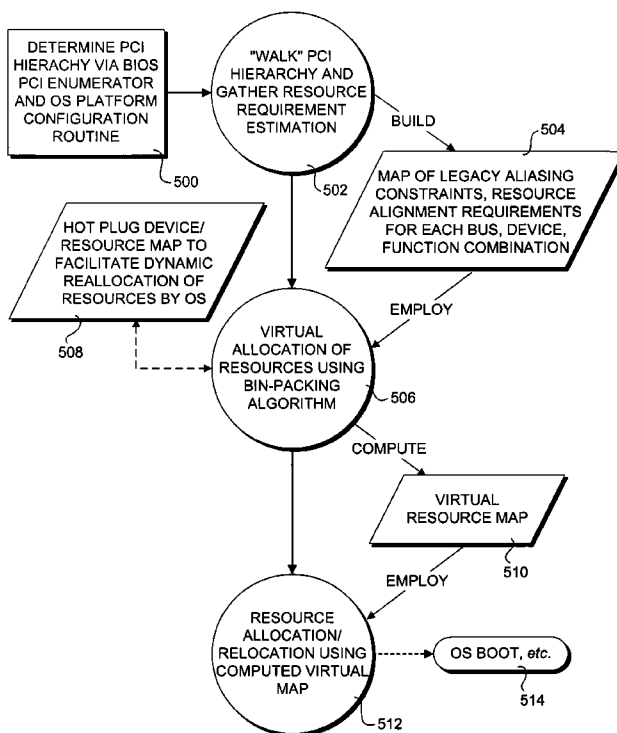 DETERMINE PCI
HIERACHY VIA BIOS
PCI ENUMERATOR
AND OS PLATFORM
CONFIGURATION
ROUTINE
500
"WALK" PCI
HIERARCHY AND
GATHER RESOURCE
REQUIREMENT
ESTIMATION
502
BUILD
504
MAP OF LEGACY ALIASING
CONSTRAINTS, RESOURCE
ALIGNMENT REQUIREMENTS
FOR EACH BUS, DEVICE,
FUNCTION COMBINATION
HOT PLUG DEVICE/
RESOURCE MAP TO
FACILITATE DYNAMIC
REALLOCATION OF
RESOURCES BY OS
508
EMPLOY
VIRTUAL
ALLOCATION OF
RESOURCES USING
BIN-PACKING
ALGORITHM
506
COMPUTE
VIRTUAL
RESOURCE MAP
510
EMPLOY
RESOURCE
ALLOCATION/
RELOCATION USING
COMPUTED VIRTUAL
MAP
512
OS BOOT, etc.
514